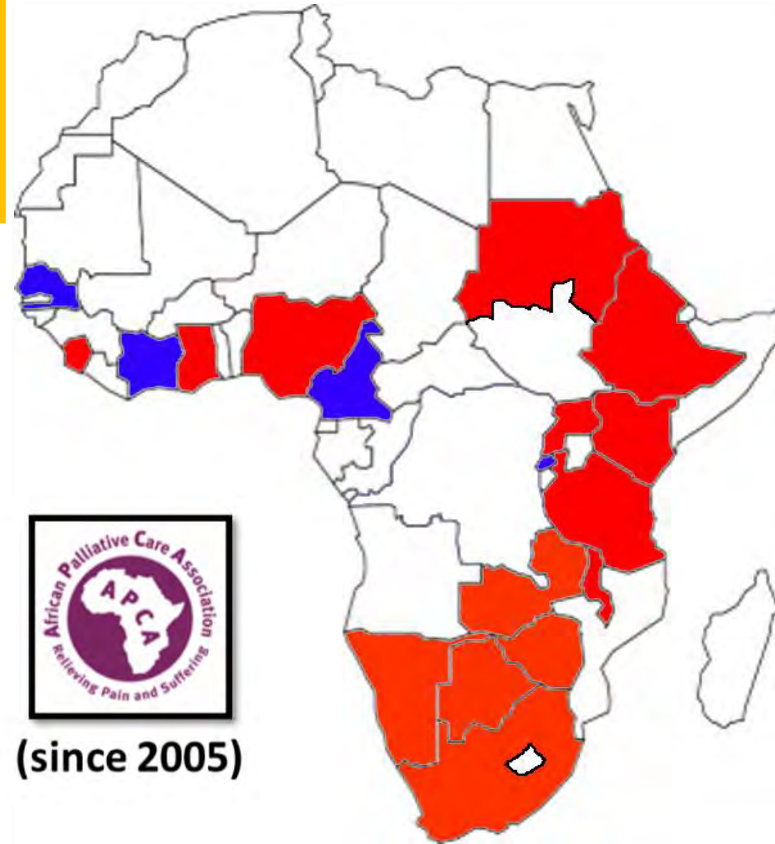 African Palliative Care Association
APCA
Relieving Pain and Suffering
(since 2005)